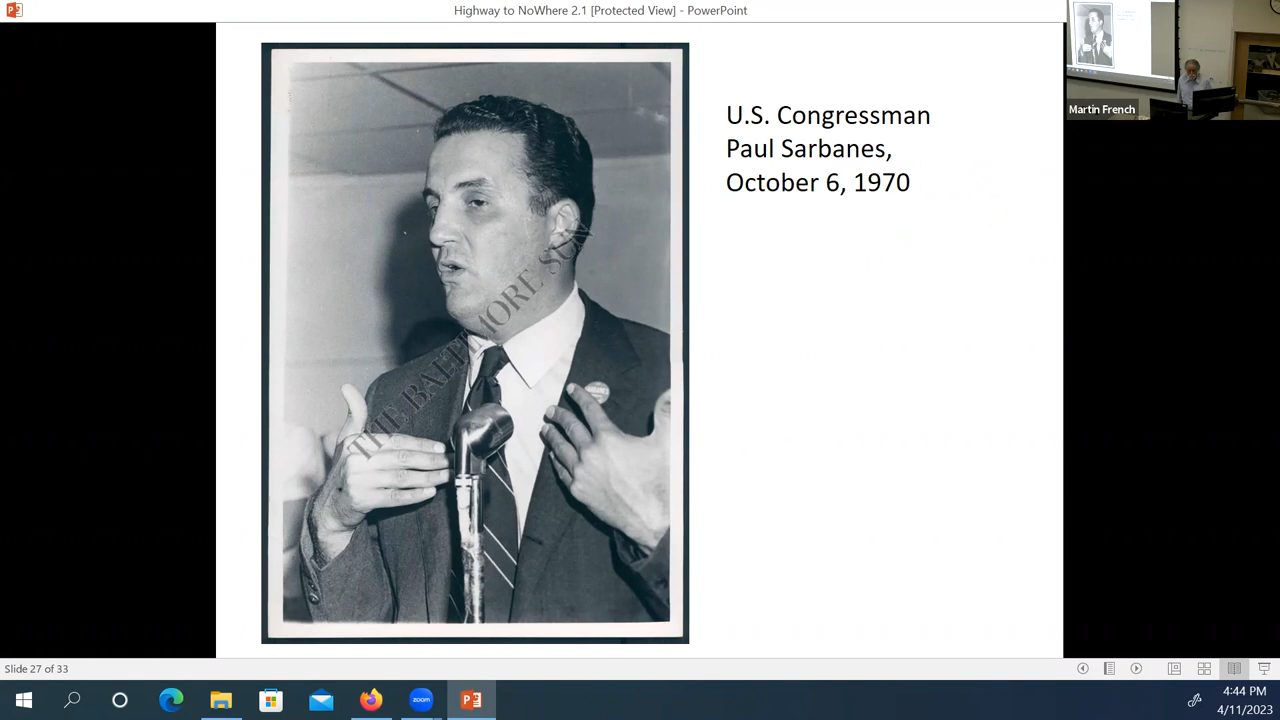 Highway to NoWhere 2.1 [Protected View] - PowerPoint
Martin French
U.S. Congressman
Paul Sarbanes,
October 6, 1970
THE BALTIMORE SUN
Slide 27 of 33
zoom
4:44 PM
4/11/2023